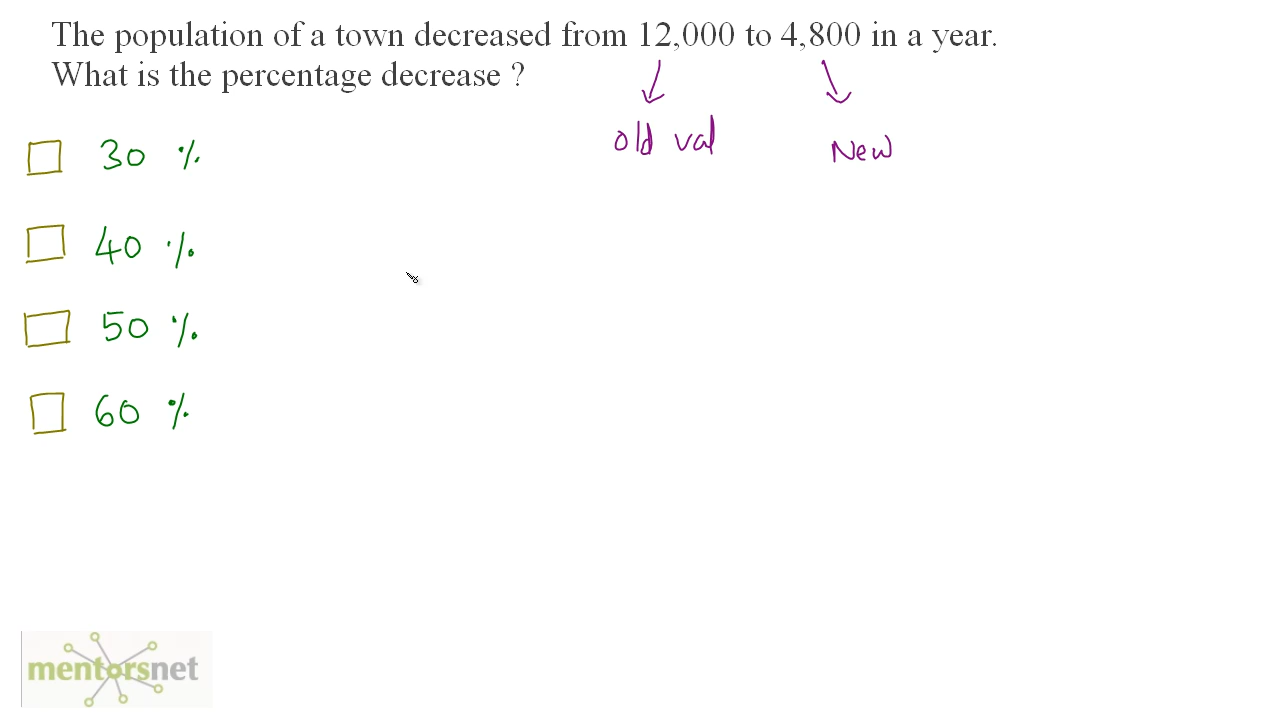 The population of a town decreased from 12,000 to 4,800 in a year.
What is the percentage decrease ?
old val
New
30 %
40 %
50 %
60 %
mentorsnet